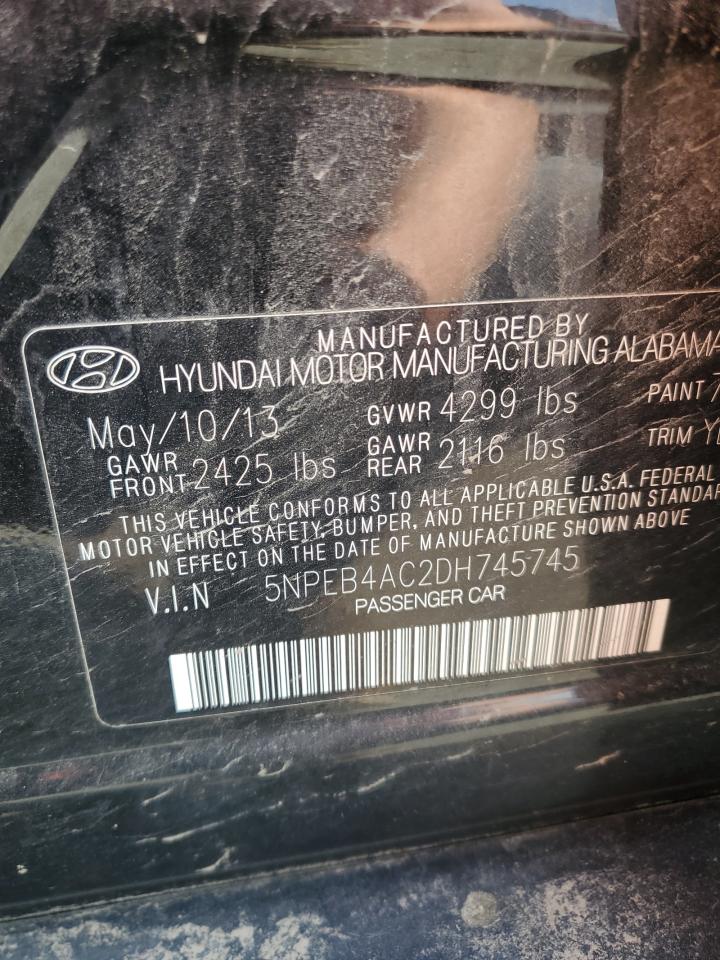 MANUFACTURED BY
HYUNDAI MOTOR MANUFACTURING ALABAMA
May/10/13 GVWR 4299 lbs PAINT
GAWR FRONT 2425 lbs GAWR REAR 2116 lbs TRIM
THIS VEHICLE CONFORMS TO ALL APPLICABLE U.S.A. FEDERAL
MOTOR VEHICLE SAFETY, BUMPER, AND THEFT PREVENTION STANDAR
IN EFFECT ON THE DATE OF MANUFACTURE SHOWN ABOVE
V.I.N 5NPEB4AC2DH745745
PASSENGER CAR